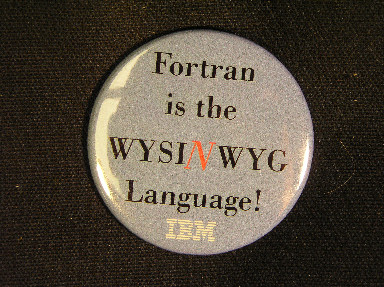 Fortran
is the
WYSINWYG
Language!
IBM